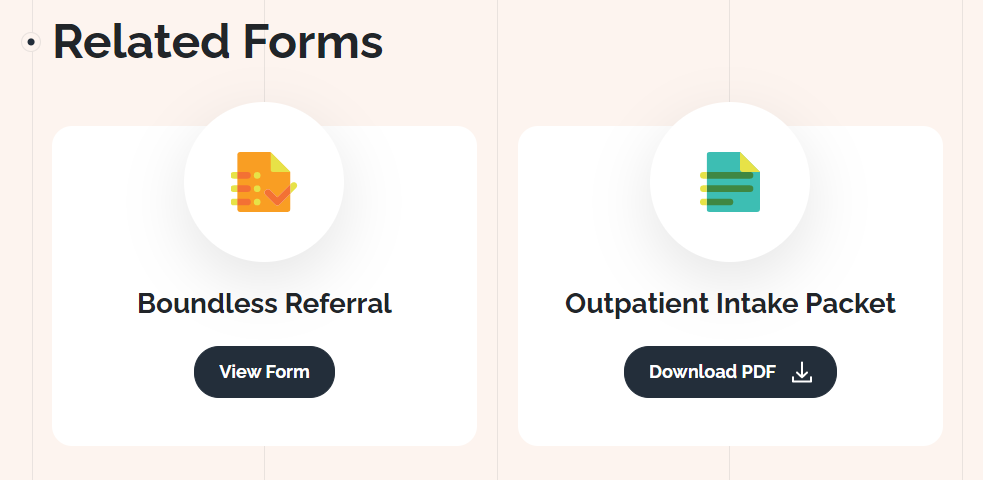 Related Forms
Boundless Referral
Outpatient Intake Packet
View Form
Download PDF